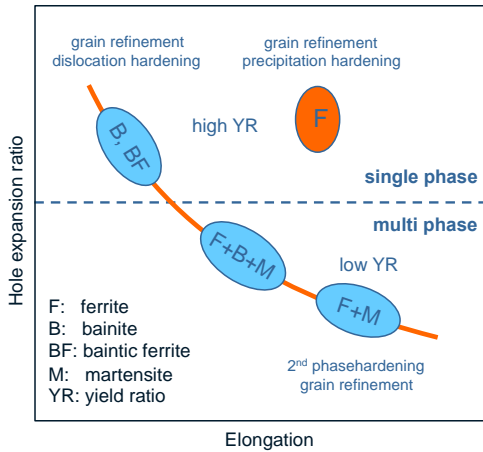 grain refinement
dislocation hardening
grain refinement
precipitation hardening
high YR
F
B, BF
single phase
multi phase
F+B+M
low YR
F+M
F: ferrite
B: bainite
BF: baintic ferrite
M: martensite
YR: yield ratio
2nd phasehardening
grain refinement
Hole expansion ratio
Elongation